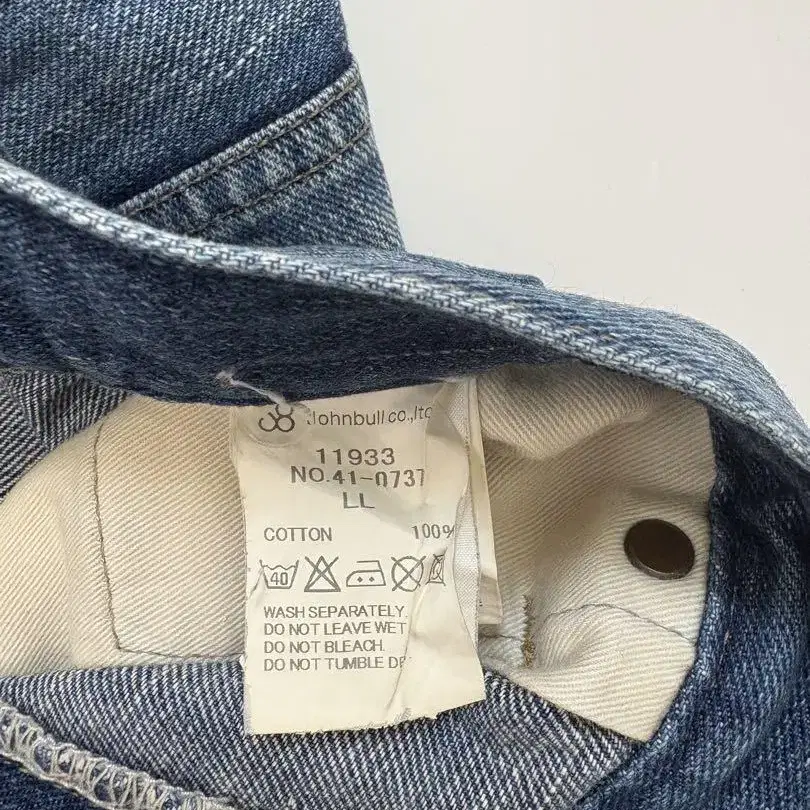 Johnbull co.,ltd
11933
NO.41-0737
LL
COTTON 100%
40
WASH SEPARATELY
DO NOT LEAVE WET
DO NOT BLEACH.
DO NOT TUMBLE